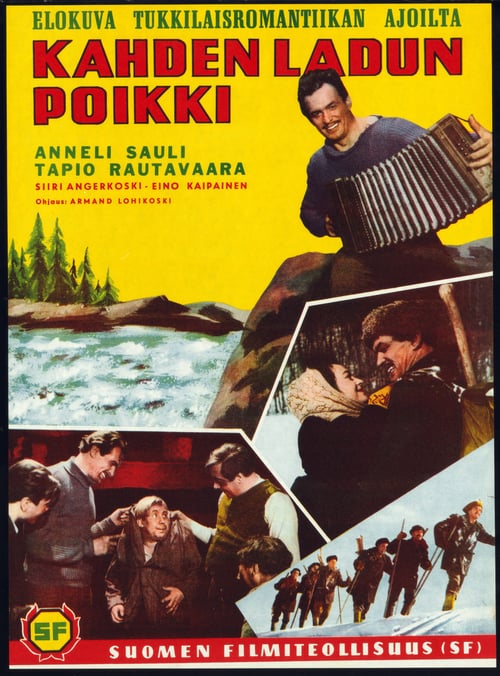 ELOKUVA TUKKILAISROMANTIIKAN AJOILTA
KAHDEN LADUN
POIKKI
ANNELI SAULI
TAPIO RAUTAVAARA
SIIRI ANGERKOSKI - EINO KAIPAINEN
Ohjaus: ARMAND LOHIKOSKI
SF
SUOMEN FILMITEOLLISUUS (SF)